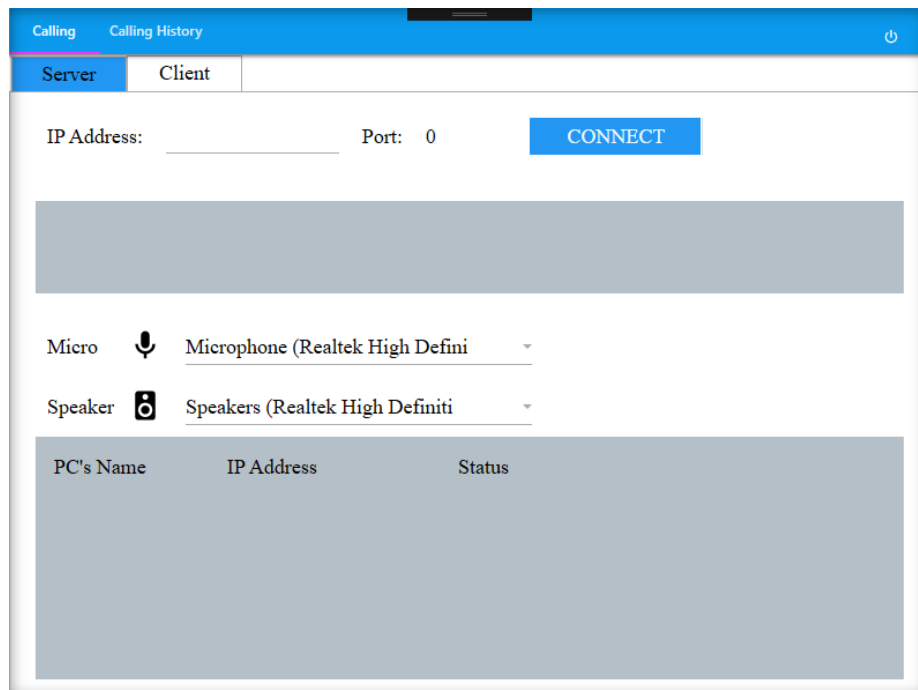 Calling Calling History
Server Client
IP Address: Port: 0 CONNECT
Micro Microphone (Realtek High Defini
Speaker Speakers (Realtek High Definiti
PC's Name IP Address Status